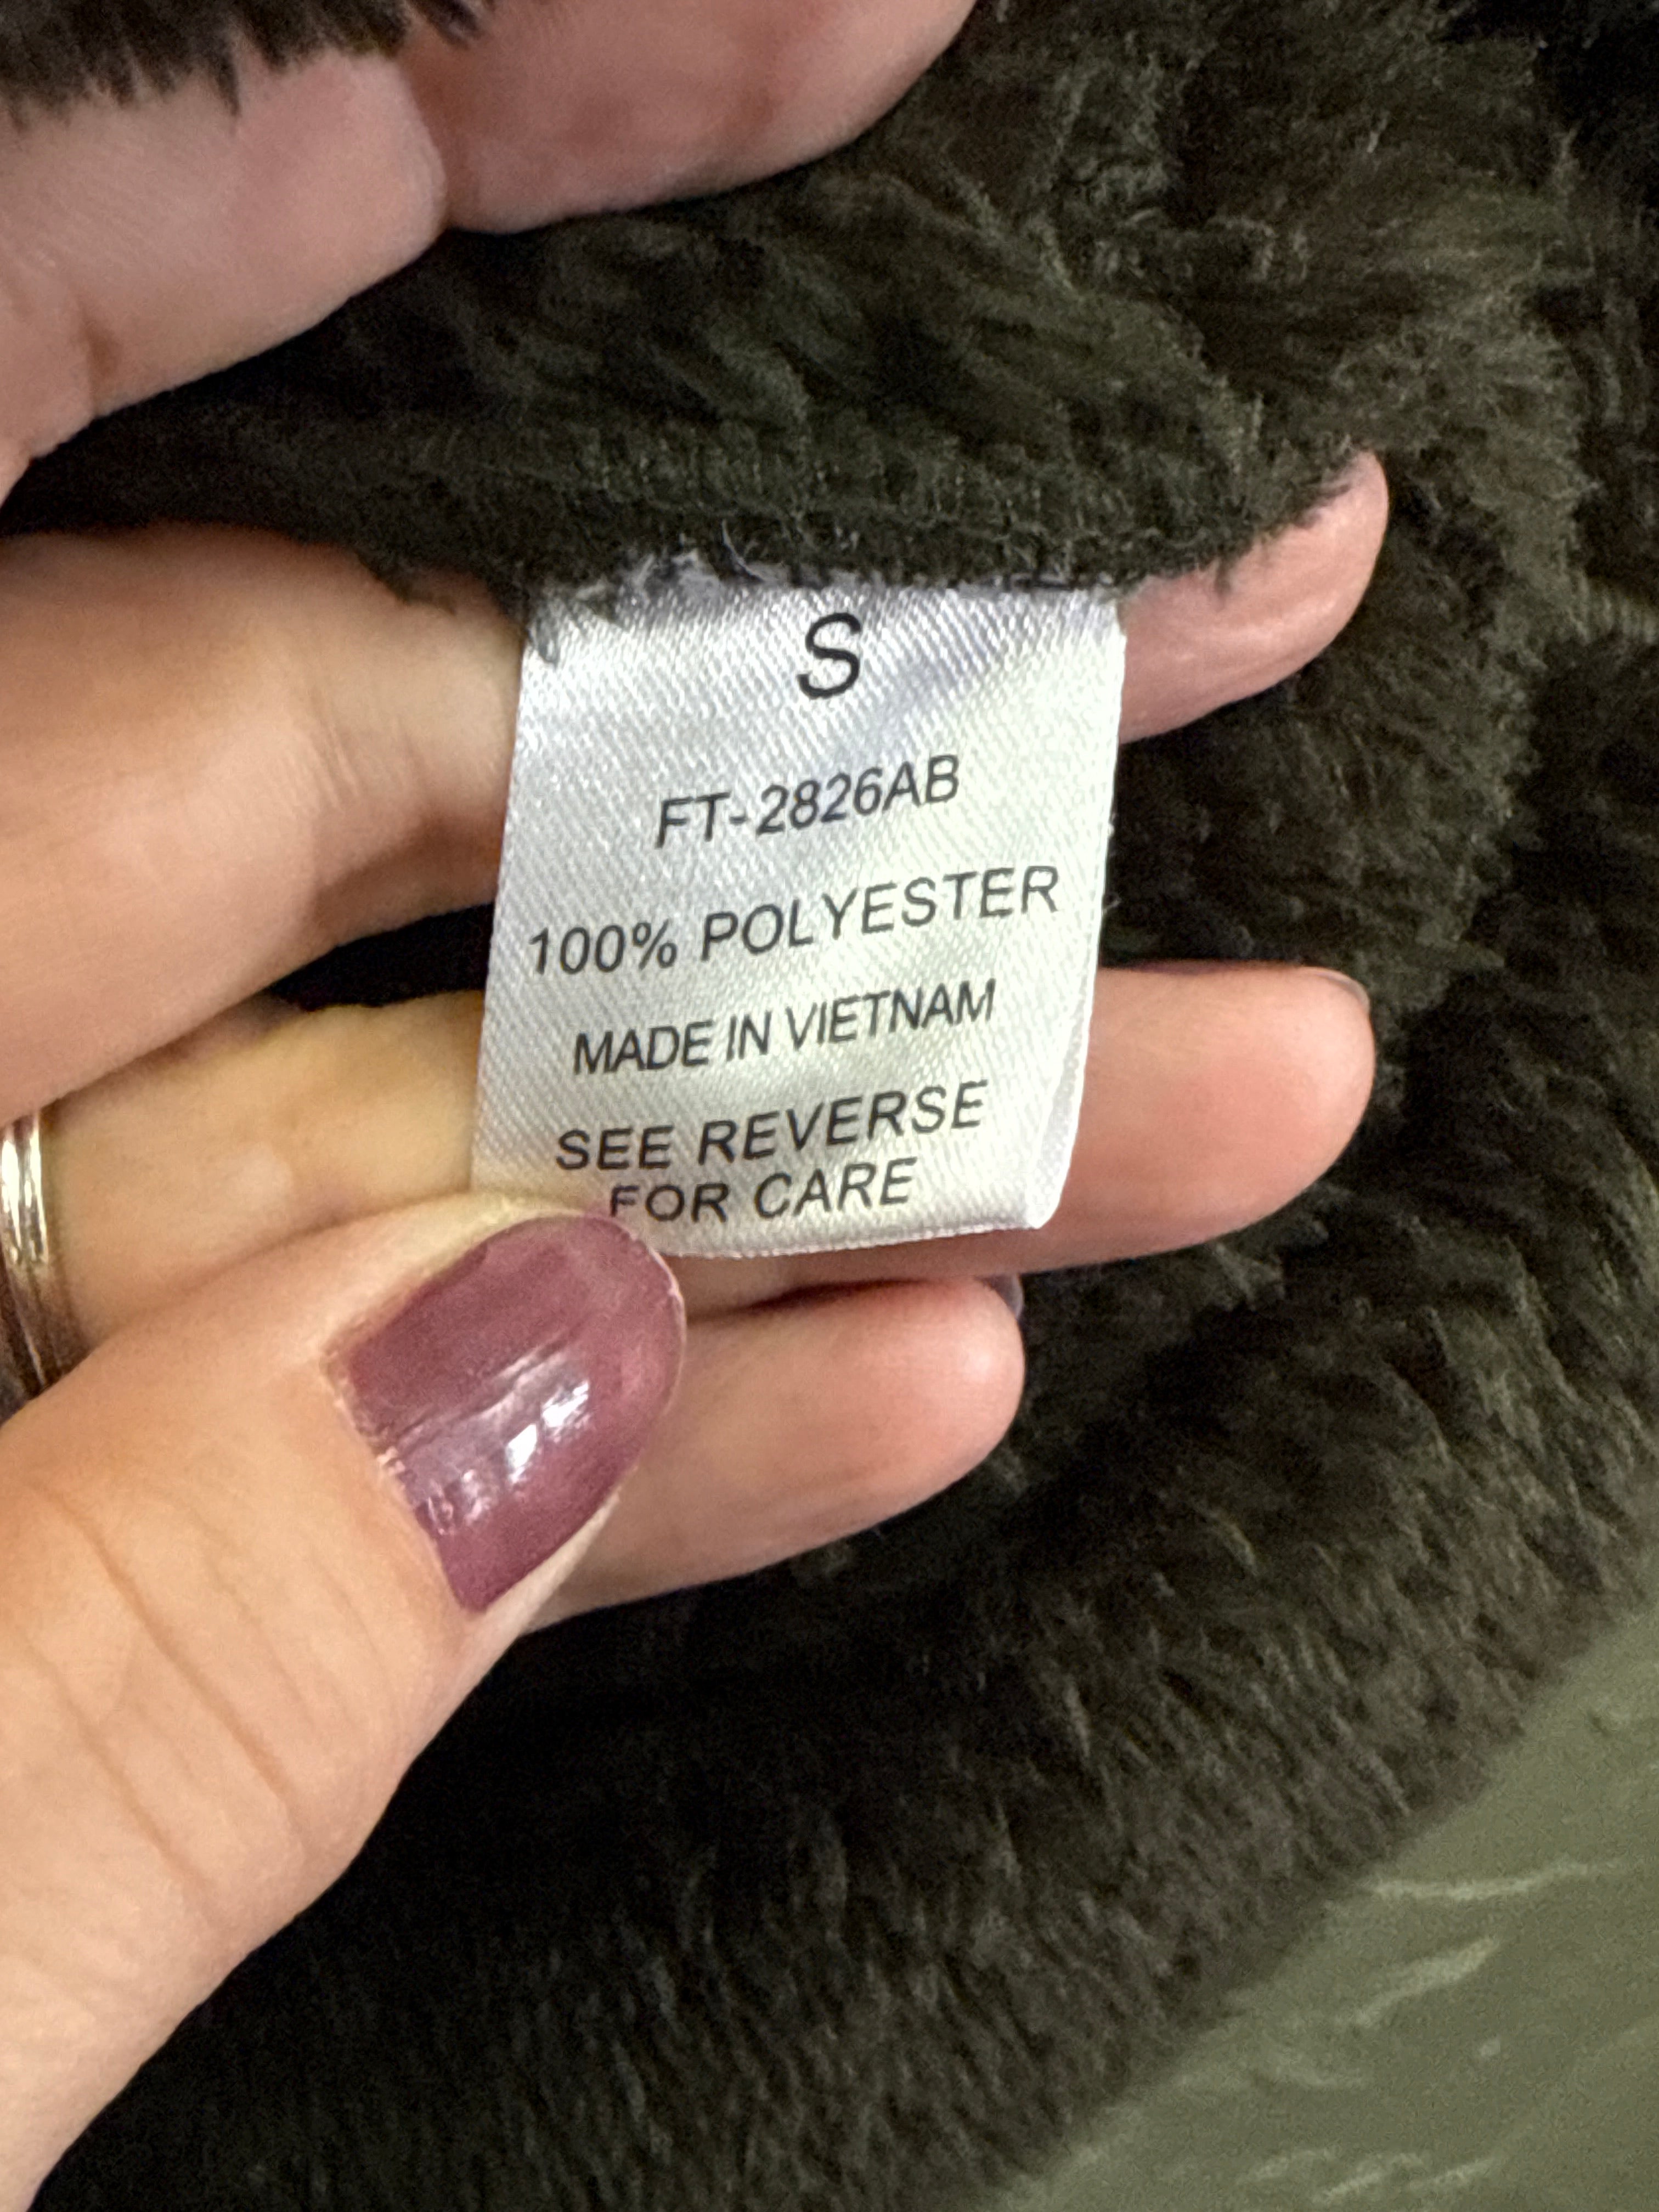 S
FT-2826AB
100% POLYESTER
MADE IN VIETNAM
SEE REVERSE
FOR CARE